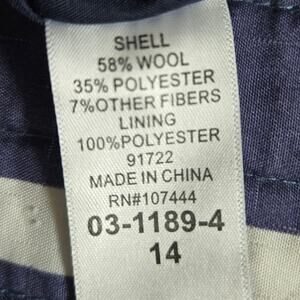 SHELL
58% WOOL
35% POLYESTER
7%OTHER FIBERS
LINING
100%POLYESTER
91722
MADE IN CHINA
RN#107444
03-1189-4
14